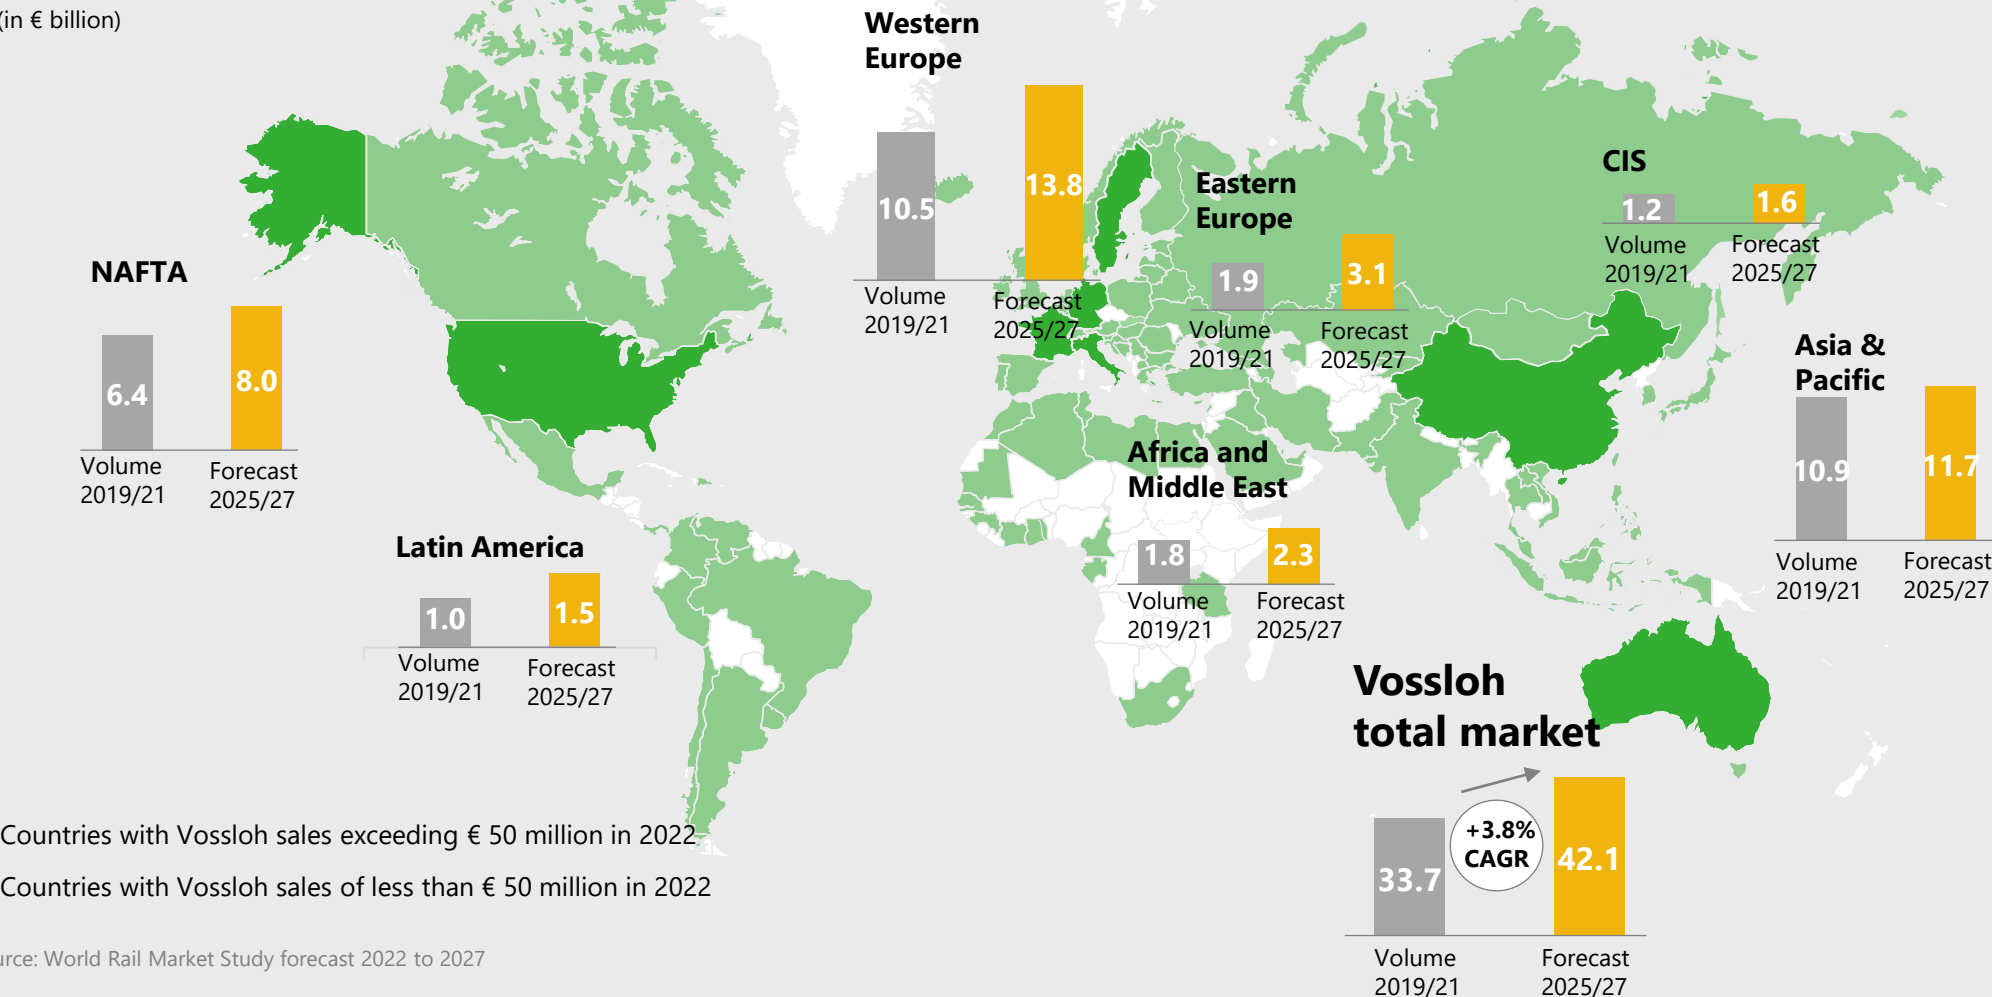 (in € billion)
Western
Europe
10.5
13.8
Volume
2019/21
Forecast
2025/27
Eastern
Europe
1.9
3.1
Volume
2019/21
Forecast
2025/27
CIS
1.2
1.6
Volume
2019/21
Forecast
2025/27
NAFTA
6.4
8.0
Volume
2019/21
Forecast
2025/27
Asia &
Pacific
10.9
11.7
Volume
2019/21
Forecast
2025/27
Africa and
Middle East
1.8
2.3
Volume
2019/21
Forecast
2025/27
Latin America
1.0
1.5
Volume
2019/21
Forecast
2025/27
Vossloh
total market
+3.8%
CAGR
33.7
42.1
Volume
2019/21
Forecast
2025/27
Countries with Vossloh sales exceeding € 50 million in 2022
Countries with Vossloh sales of less than € 50 million in 2022
urce: World Rail Market Study forecast 2022 to 2027